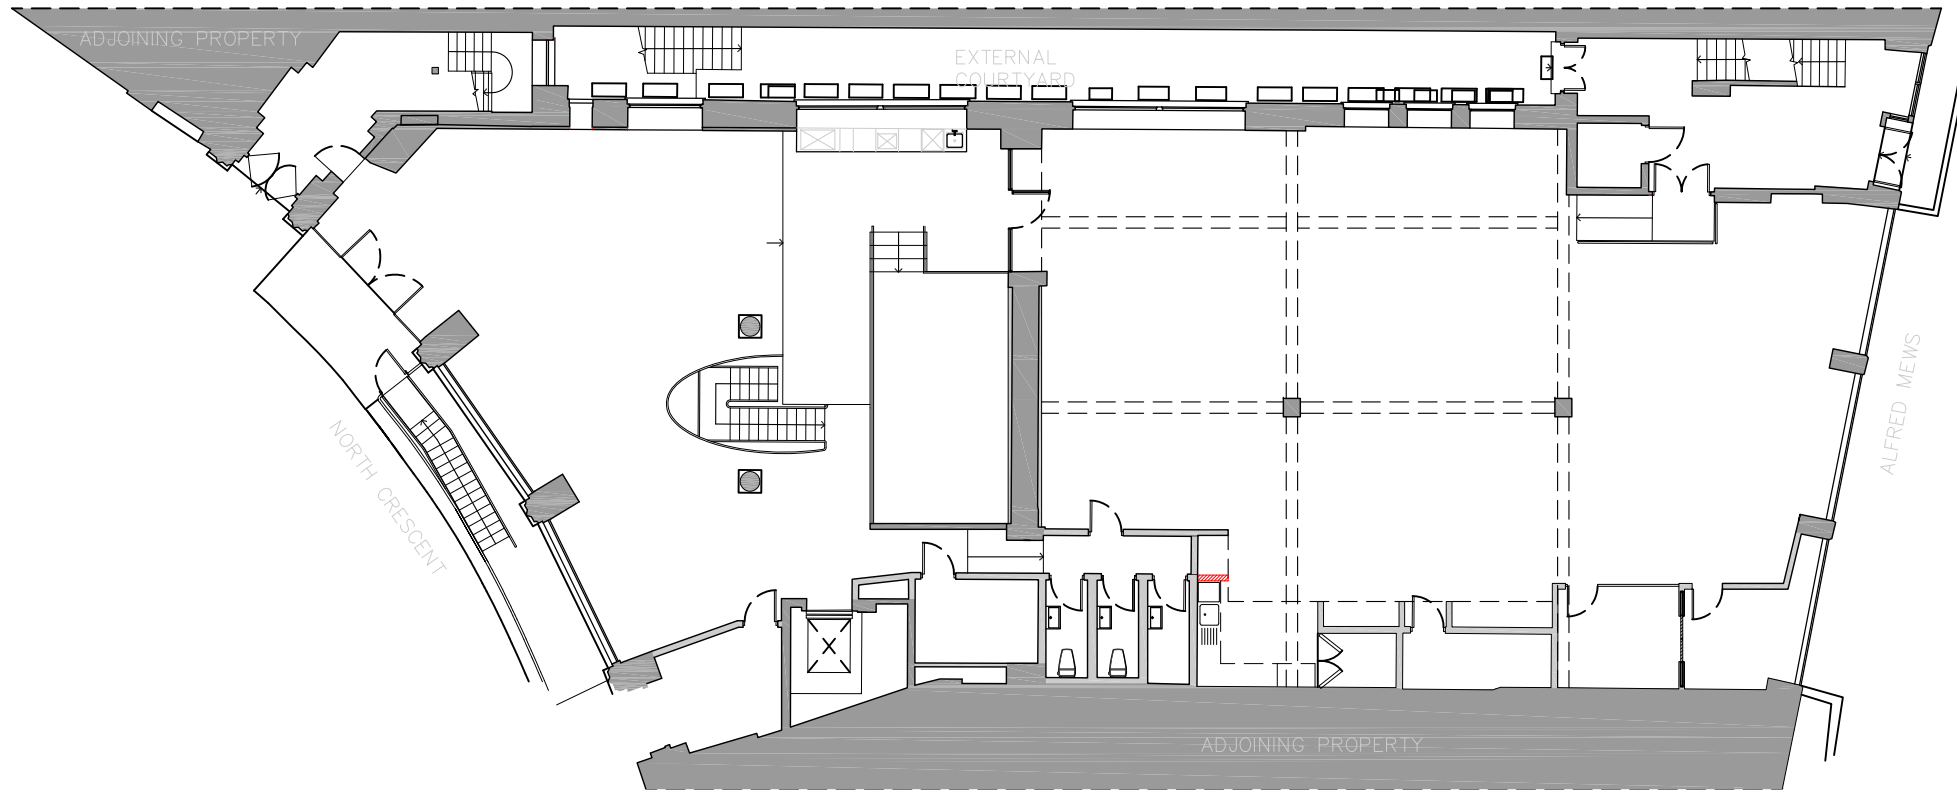 ADJOINING PROPERTY
EXTERNAL
COURTYARD
NORTH CRESCENT
ALFRED MEWS
ADJOINING PROPERTY